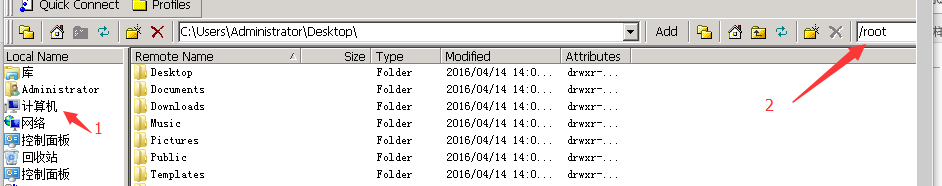 Quick Connect Profiles
C:\Users\Administrator\Desktop\ Add /root
2
Local Name Remote Name Size Type Modified Attributes
库 Desktop Folder 2016/04/14 14:0... drwxr-...
Administrator Documents Folder 2016/04/14 14:0... drwxr-...
计算机 1 Downloads Folder 2016/04/14 14:0... drwxr-...
网络 Music Folder 2016/04/14 14:0... drwxr-...
控制面板 Pictures Folder 2016/04/14 14:0... drwxr-...
回收站 Public Folder 2016/04/14 14:0... drwxr-...
控制面板 Templates Folder 2016/04/14 14:0... drwxr-...